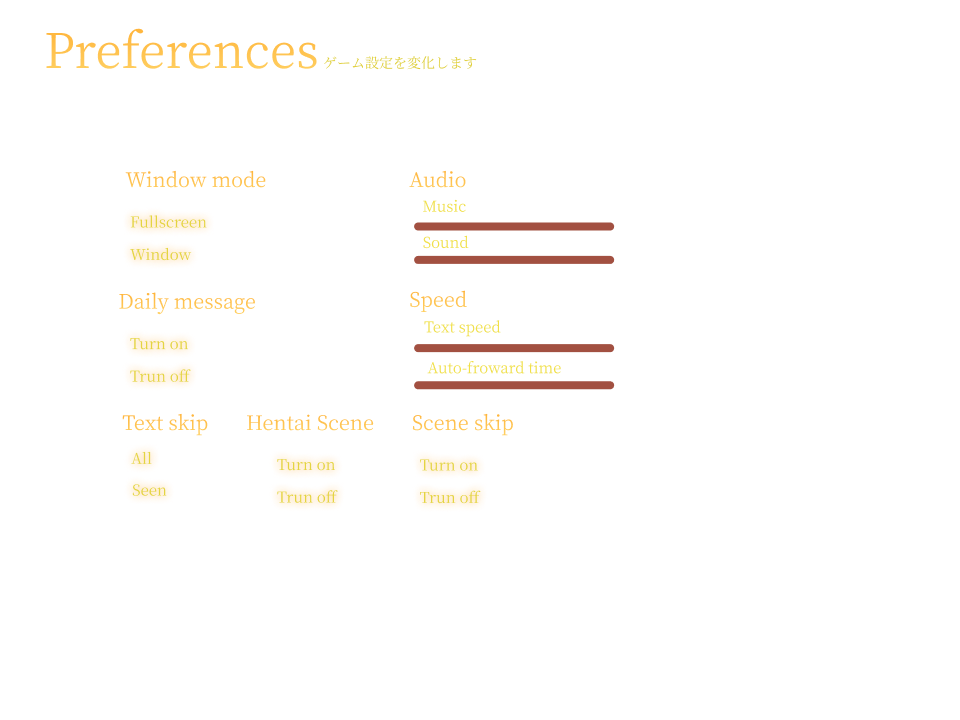 Preferences ゲーム設定を変化します
Window mode
Fullscreen
Window
Audio
Music
Sound
Daily message
Turn on
Trun off
Speed
Text speed
Auto-froward time
Text skip
All
Seen
Hentai Scene
Turn on
Trun off
Scene skip
Turn on
Trun off